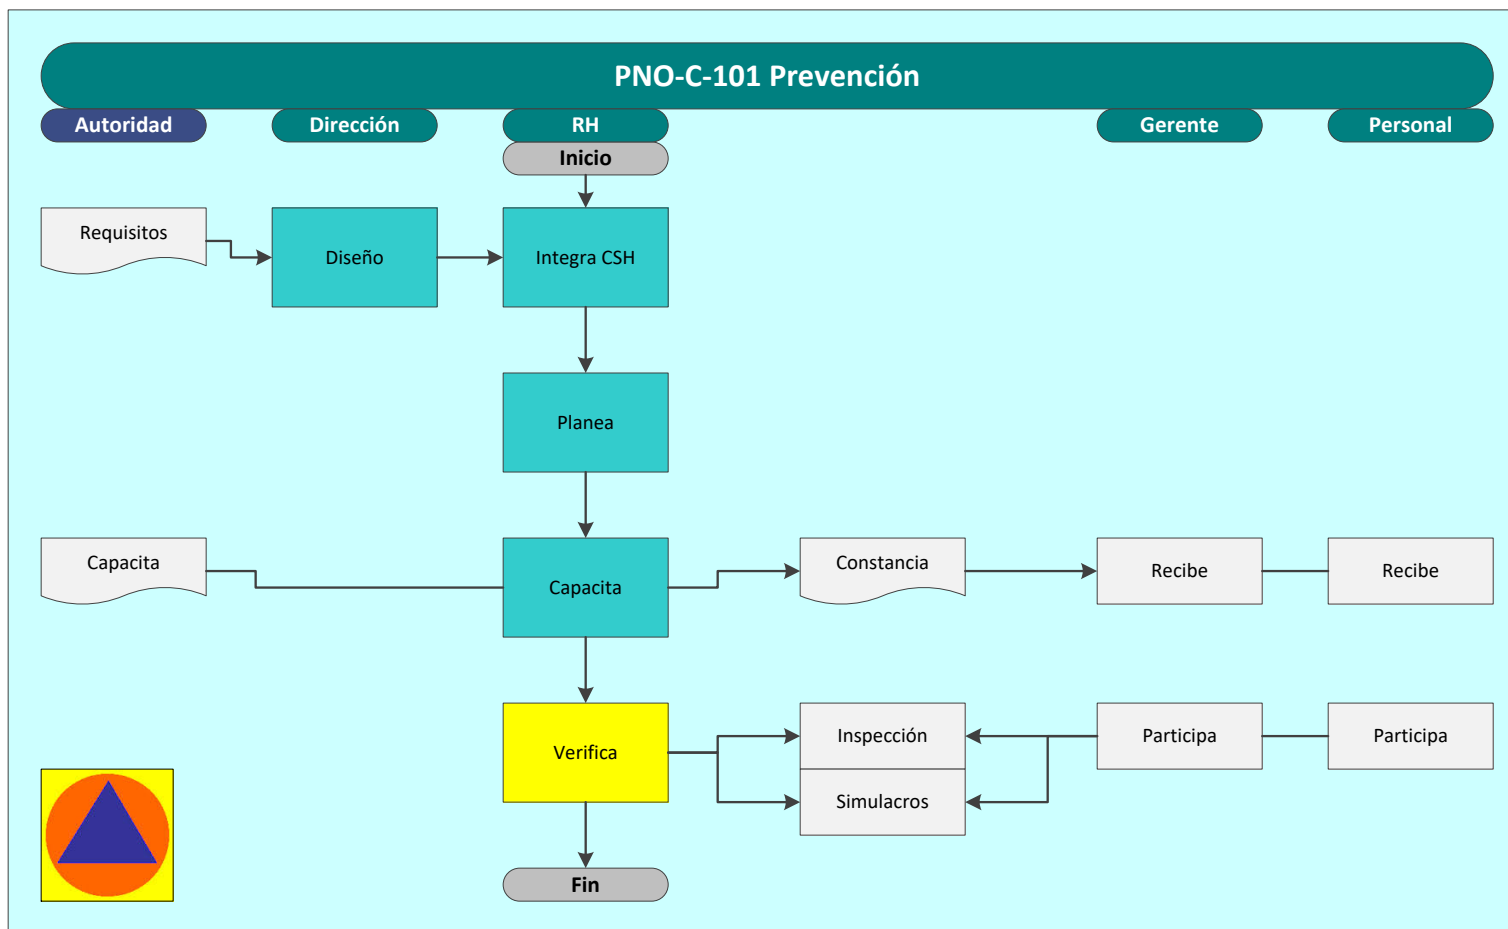 PNO-C-101 Prevención
Autoridad
Dirección
RH
Gerente
Personal
Inicio
Requisitos
Diseño
Integra CSH
Planea
Capacita
Capacita
Constancia
Recibe
Recibe
Verifica
Inspección
Participa
Participa
Simulacros
Fin